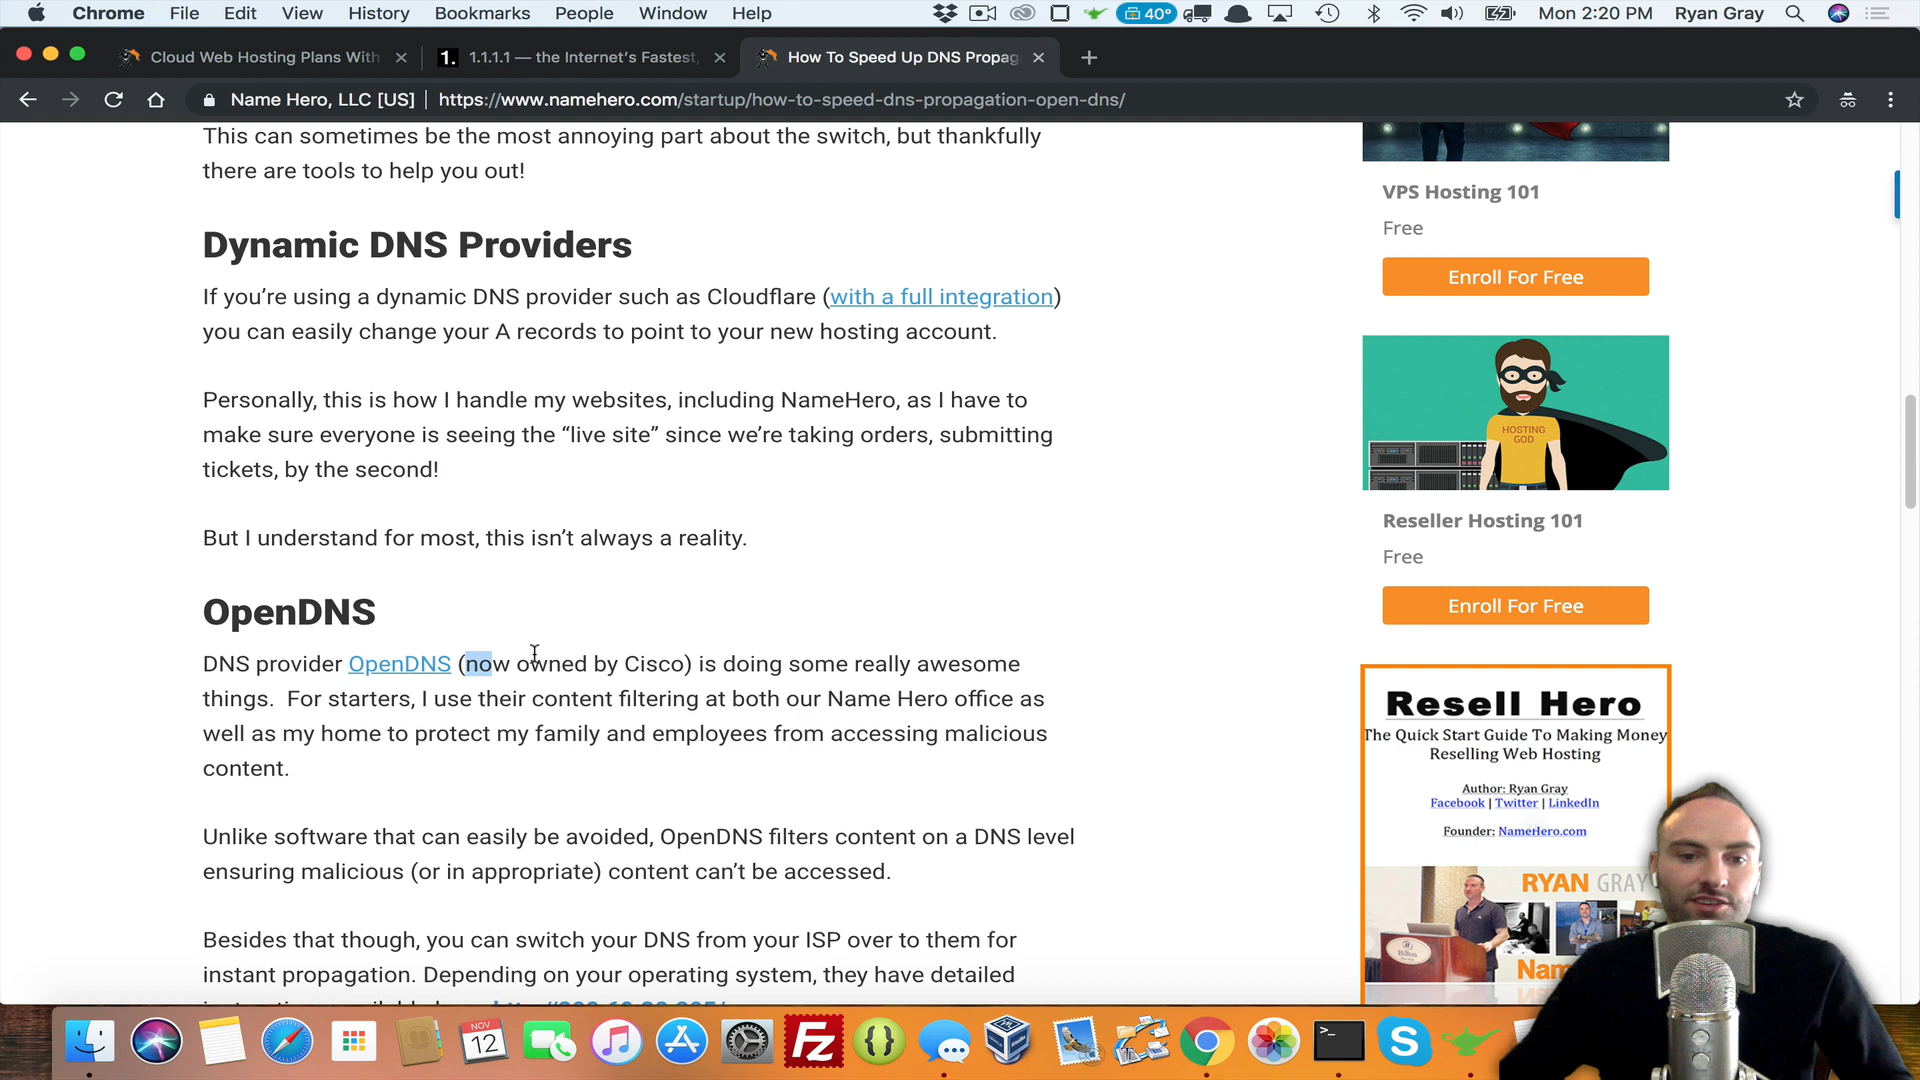 Chrome File Edit View History Bookmarks People Window Help 40° Mon 2:20 PM Ryan Gray
Cloud Web Hosting Plans With
1. 1.1.1.1 — the Internet's Fastest,
How To Speed Up DNS Propag
Name Hero, LLC [US] | https://www.namehero.com/startup/how-to-speed-dns-propagation-open-dns/
This can sometimes be the most annoying part about the switch, but thankfully
there are tools to help you out!
Dynamic DNS Providers
If you’re using a dynamic DNS provider such as Cloudflare (with a full integration)
you can easily change your A records to point to your new hosting account.
Personally, this is how I handle my websites, including NameHero, as I have to
make sure everyone is seeing the “live site” since we’re taking orders, submitting
tickets, by the second!
But I understand for most, this isn’t always a reality.
OpenDNS
DNS provider OpenDNS (now owned by Cisco) is doing some really awesome
things.  For starters, I use their content filtering at both our Name Hero office as
well as my home to protect my family and employees from accessing malicious
content.
Unlike software that can easily be avoided, OpenDNS filters content on a DNS level
ensuring malicious (or in appropriate) content can’t be accessed.
Besides that though, you can switch your DNS from your ISP over to them for
instant propagation. Depending on your operating system, they have detailed
VPS Hosting 101
Free
Enroll For Free
HOSTING
GOD
Reseller Hosting 101
Free
Enroll For Free
Resell Hero
The Quick Start Guide To Making Money
Reselling Web Hosting
Author: Ryan Gray
Facebook | Twitter | LinkedIn
Founder: NameHero.com
RYAN GRAY
Hilton
Nam
NOV
12
Fz
{}
>_
S